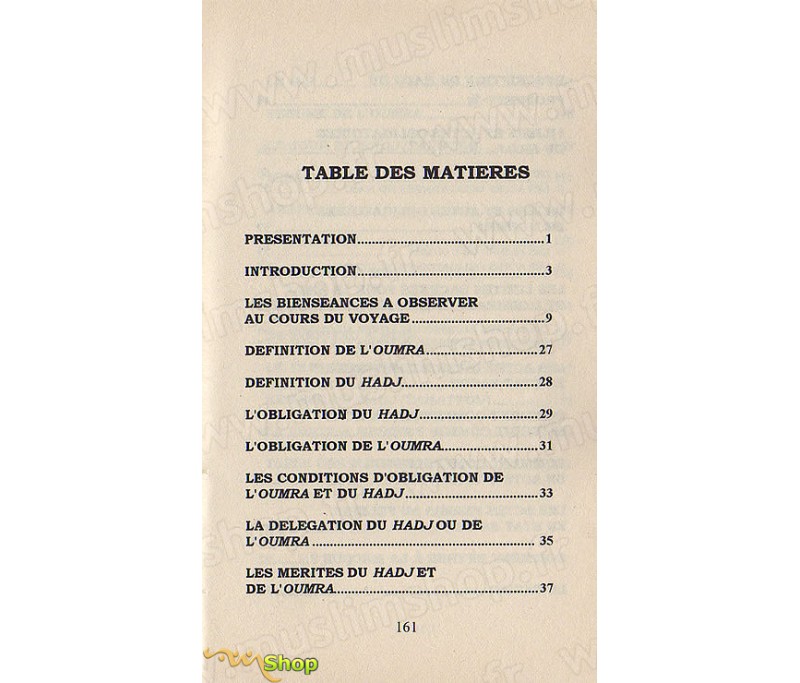 TABLE DES MATIERES
PRESENTATION..................................................1
INTRODUCTION..................................................3
LES BIENSEANCES A OBSERVER
AU COURS DU VOYAGE....................................9
DEFINITION DE L'OUMRA..............................27
DEFINITION DU HADJ....................................28
L'OBLIGATION DU HADJ................................29
L'OBLIGATION DE L'OUMRA..........................31
LES CONDITIONS D'OBLIGATION DE
L'OUMRA ET DU HADJ....................................33
LA DELEGATION DU HADJ OU DE
L'OUMRA............................................................ 35
LES MERITES DU HADJ ET
DE L'OUMRA.......................................................37
161
Shop
www.muslimshop.fr